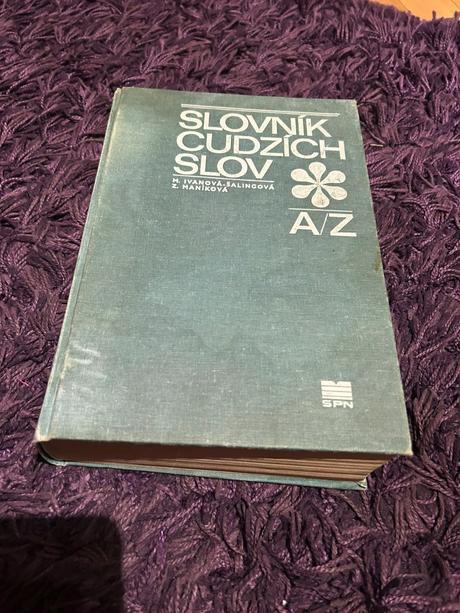 SLOVNÍK
CUDZÍCH
SLOV
M. IVANOVÁ-ŠALINGOVÁ
Z. MANÍKOVÁ
A/Z
SPN